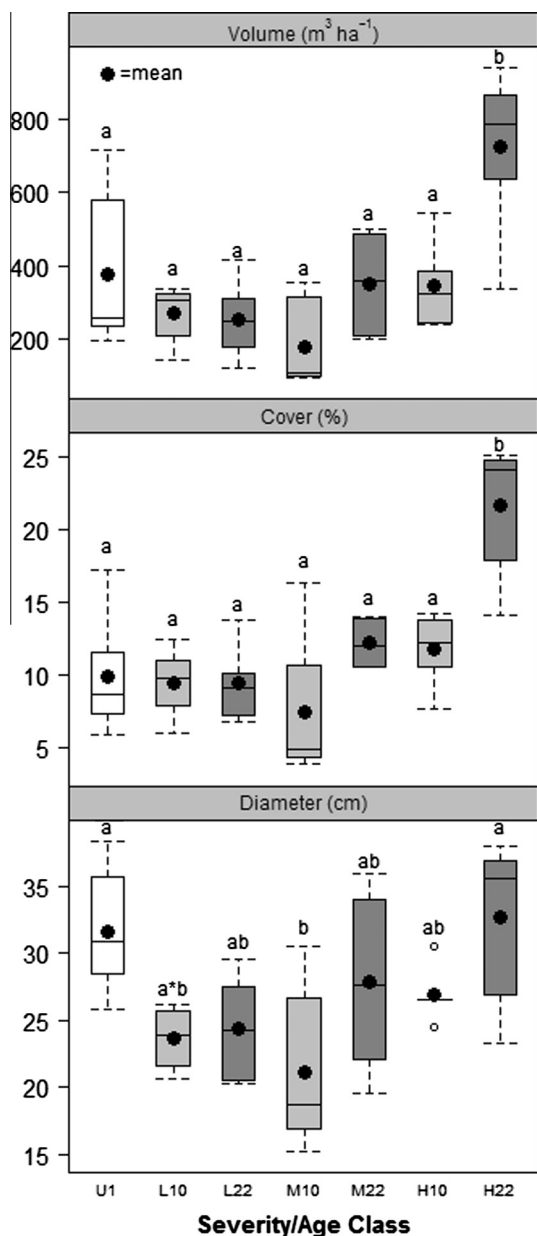 Volume (m³ ha⁻¹)
=mean
a a a a a a b
800
600
400
200
Cover (%)
a a a a a a b
25
20
15
10
5
Diameter (cm)
a a*b ab b ab ab a
35
30
25
20
15
U1 L10 L22 M10 M22 H10 H22
Severity/Age Class